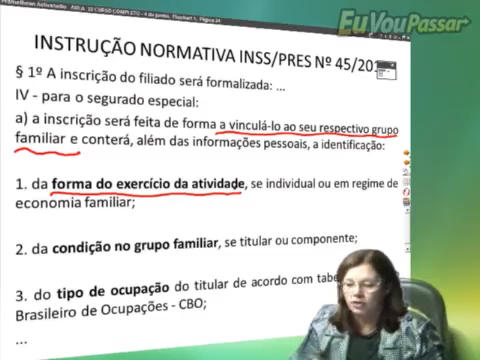 EuVouPassar
INSTRUÇÃO NORMATIVA INSS/PRES Nº 45/20
§ 1º A inscrição do filiado será formalizada: ...
IV - para o segurado especial:
a) a inscrição será feita de forma a vinculá-lo ao seu respectivo grupo
familiar e conterá, além das informações pessoais, a identificação:
1. da forma do exercício da atividade, se individual ou em regime de
economia familiar;
2. da condição no grupo familiar, se titular ou componente;
3. do tipo de ocupação do titular de acordo com
Brasileiro de Ocupações - CBO;
...